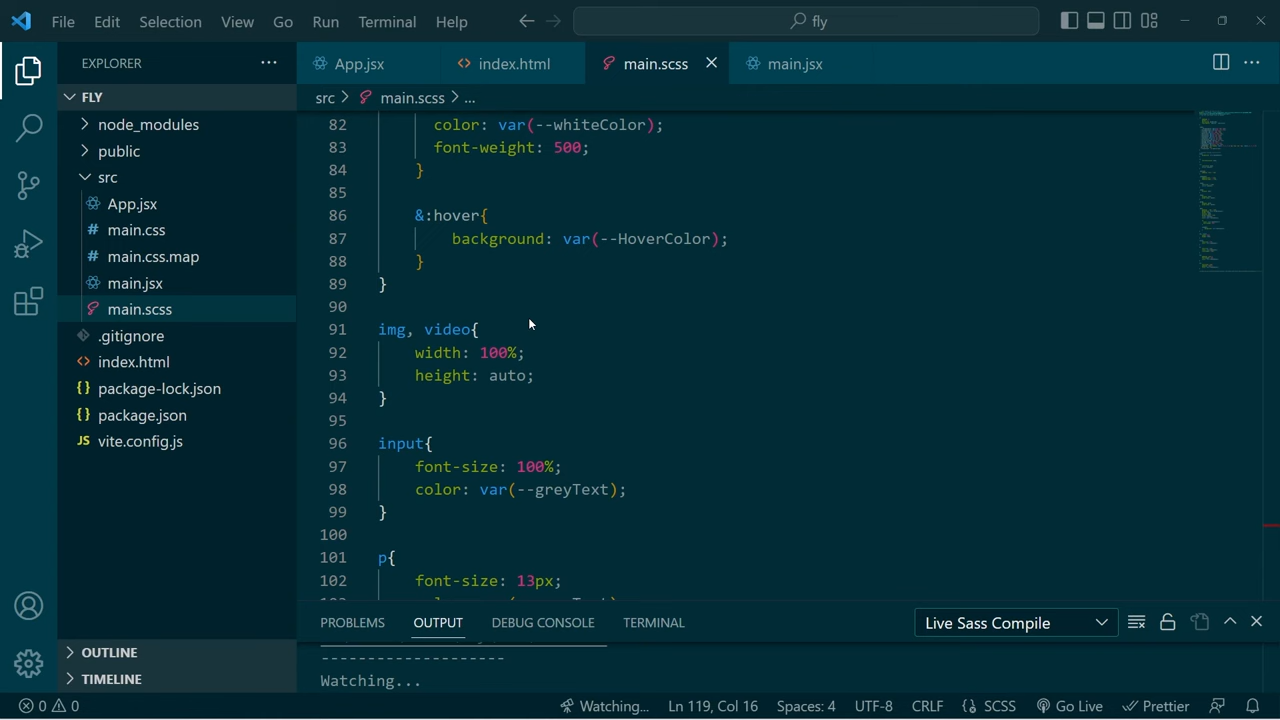 File Edit Selection View Go Run Terminal Help
fly
EXPLORER
App.jsx
index.html
main.scss
main.jsx
FLY
src > main.scss > ...
node_modules
public
src
App.jsx
main.css
main.css.map
main.jsx
main.scss
.gitignore
index.html
package-lock.json
package.json
JS vite.config.js
OUTLINE
TIMELINE
82 color: var(--whiteColor);
83 font-weight: 500;
84 }
85
86 &:hover{
87 background: var(--HoverColor);
88 }
89 }
90
91 img, video{
92 width: 100%;
93 height: auto;
94 }
95
96 input{
97 font-size: 100%;
98 color: var(--greyText);
99 }
100
101 p{
102 font-size: 13px;
PROBLEMS OUTPUT DEBUG CONSOLE TERMINAL
Live Sass Compile
--------------------
Watching...
0 0
Watching... Ln 119, Col 16 Spaces: 4 UTF-8 CRLF SCSS Go Live Prettier